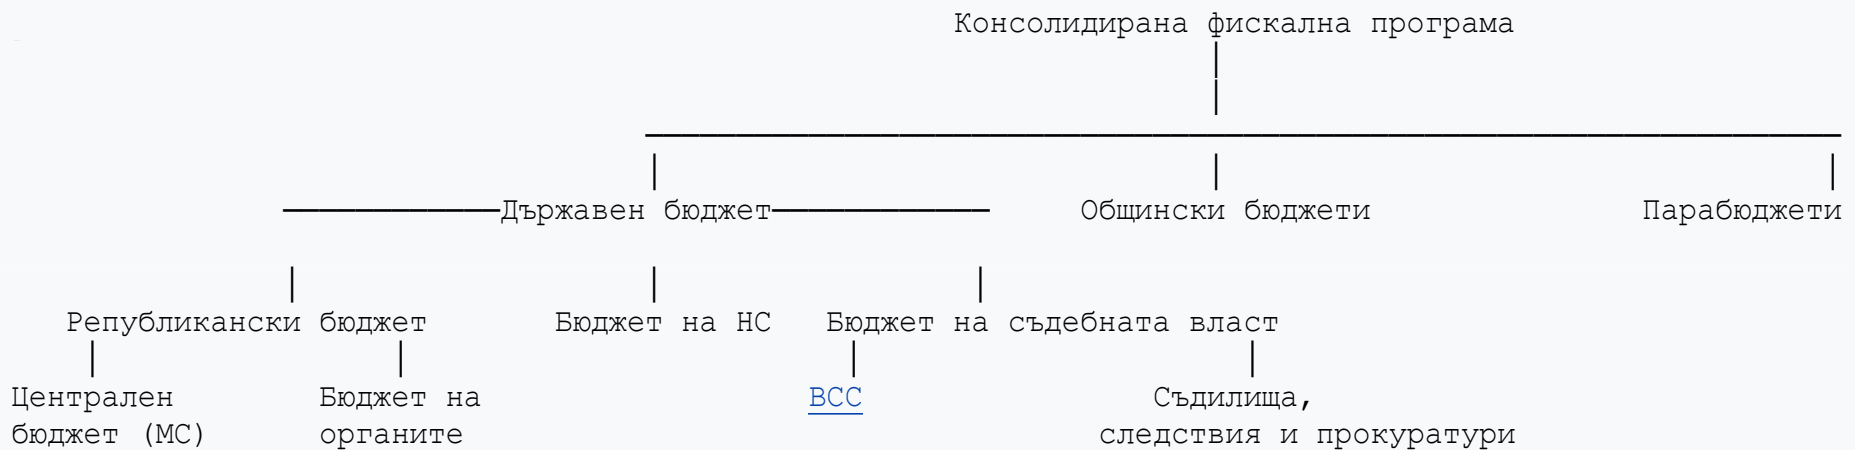 Консолидирана фискална програма
Държавен бюджет Общински бюджети Парабюджети
Републикански бюджет Бюджет на НС Бюджет на съдебната власт
Централен Бюджет на ВСС Съдилища,
бюджет (МС) органите следствия и прокуратури